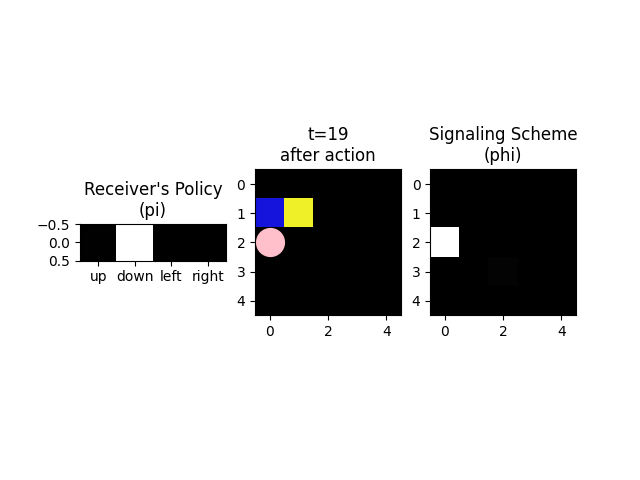 Receiver's Policy
(pi)
−0.5
0.0
0.5
up down left right
t=19
after action
0
1
2
3
4
0 2 4
Signaling Scheme
(phi)
0
1
2
3
4
0 2 4